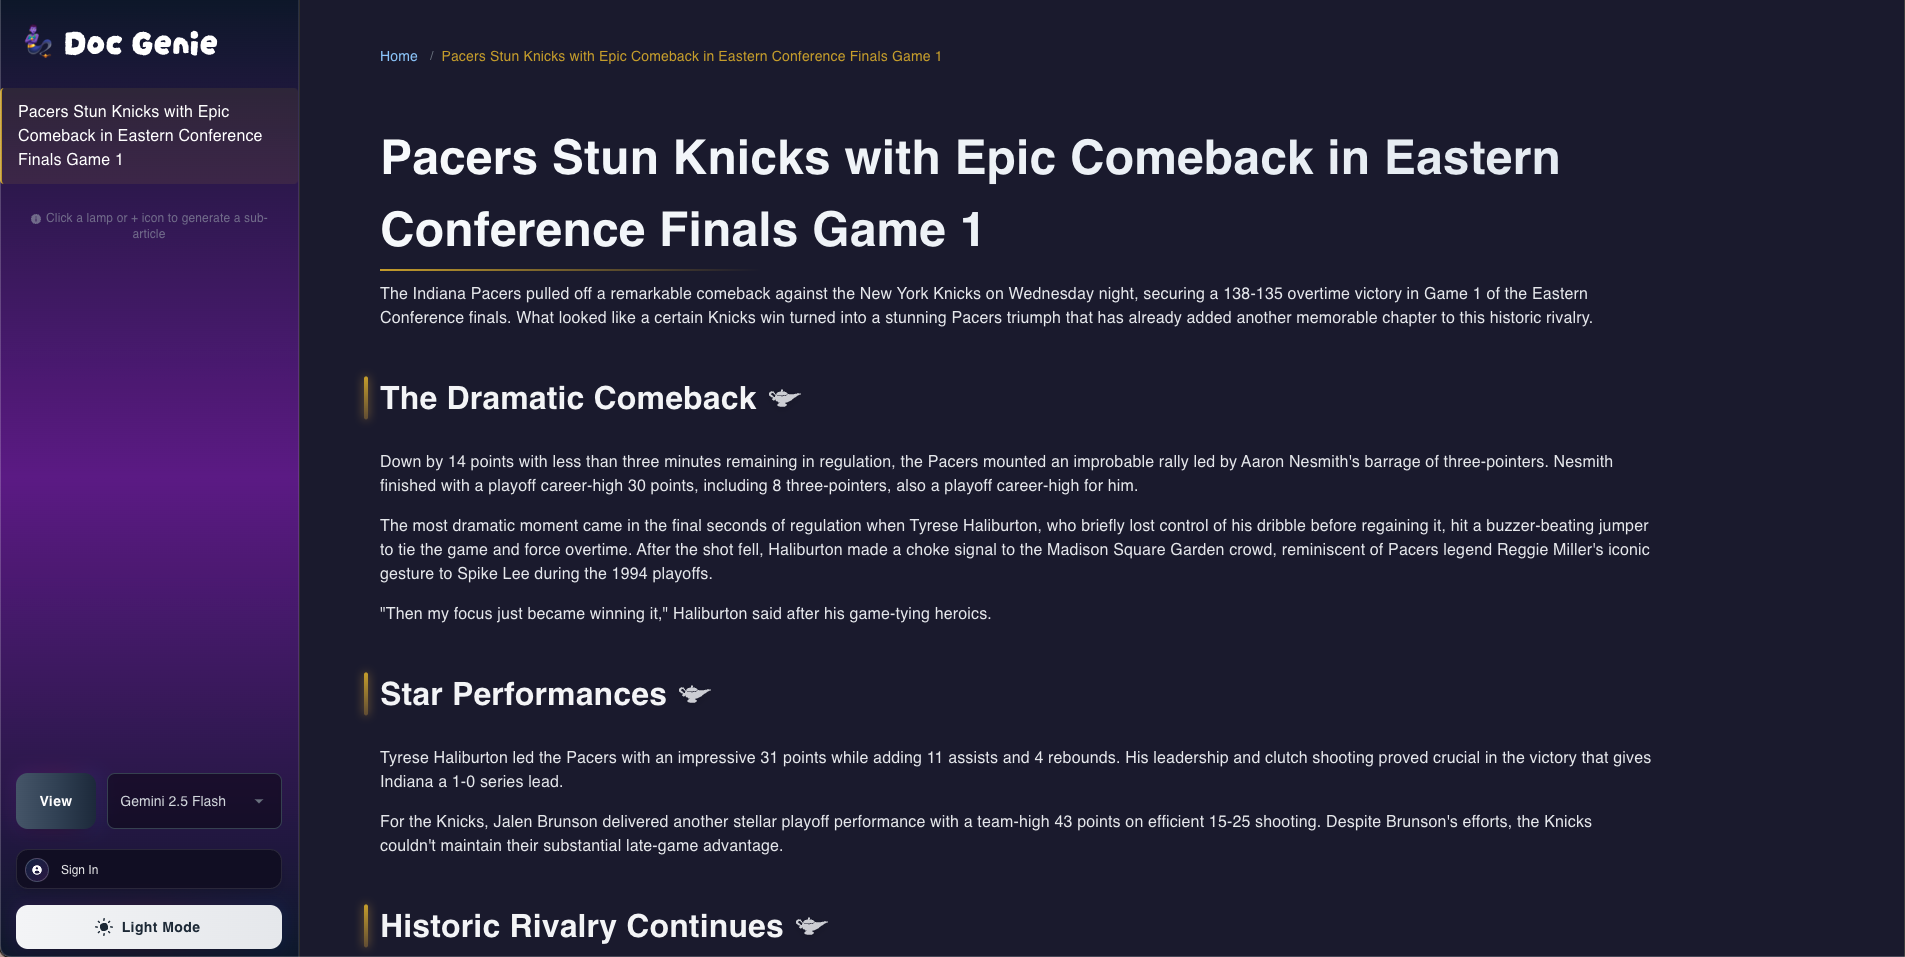 Doc Genie
Pacers Stun Knicks with Epic
Comeback in Eastern Conference
Finals Game 1
Click a lamp or + icon to generate a sub-
article
View
Gemini 2.5 Flash
Sign In
Light Mode
Home / Pacers Stun Knicks with Epic Comeback in Eastern Conference Finals Game 1
Pacers Stun Knicks with Epic Comeback in Eastern
Conference Finals Game 1
The Indiana Pacers pulled off a remarkable comeback against the New York Knicks on Wednesday night, securing a 138-135 overtime victory in Game 1 of the Eastern
Conference finals. What looked like a certain Knicks win turned into a stunning Pacers triumph that has already added another memorable chapter to this historic rivalry.
The Dramatic Comeback
Down by 14 points with less than three minutes remaining in regulation, the Pacers mounted an improbable rally led by Aaron Nesmith's barrage of three-pointers. Nesmith
finished with a playoff career-high 30 points, including 8 three-pointers, also a playoff career-high for him.
The most dramatic moment came in the final seconds of regulation when Tyrese Haliburton, who briefly lost control of his dribble before regaining it, hit a buzzer-beating jumper
to tie the game and force overtime. After the shot fell, Haliburton made a choke signal to the Madison Square Garden crowd, reminiscent of Pacers legend Reggie Miller's iconic
gesture to Spike Lee during the 1994 playoffs.
"Then my focus just became winning it," Haliburton said after his game-tying heroics.
Star Performances
Tyrese Haliburton led the Pacers with an impressive 31 points while adding 11 assists and 4 rebounds. His leadership and clutch shooting proved crucial in the victory that gives
Indiana a 1-0 series lead.
For the Knicks, Jalen Brunson delivered another stellar playoff performance with a team-high 43 points on efficient 15-25 shooting. Despite Brunson's efforts, the Knicks
couldn't maintain their substantial late-game advantage.
Historic Rivalry Continues